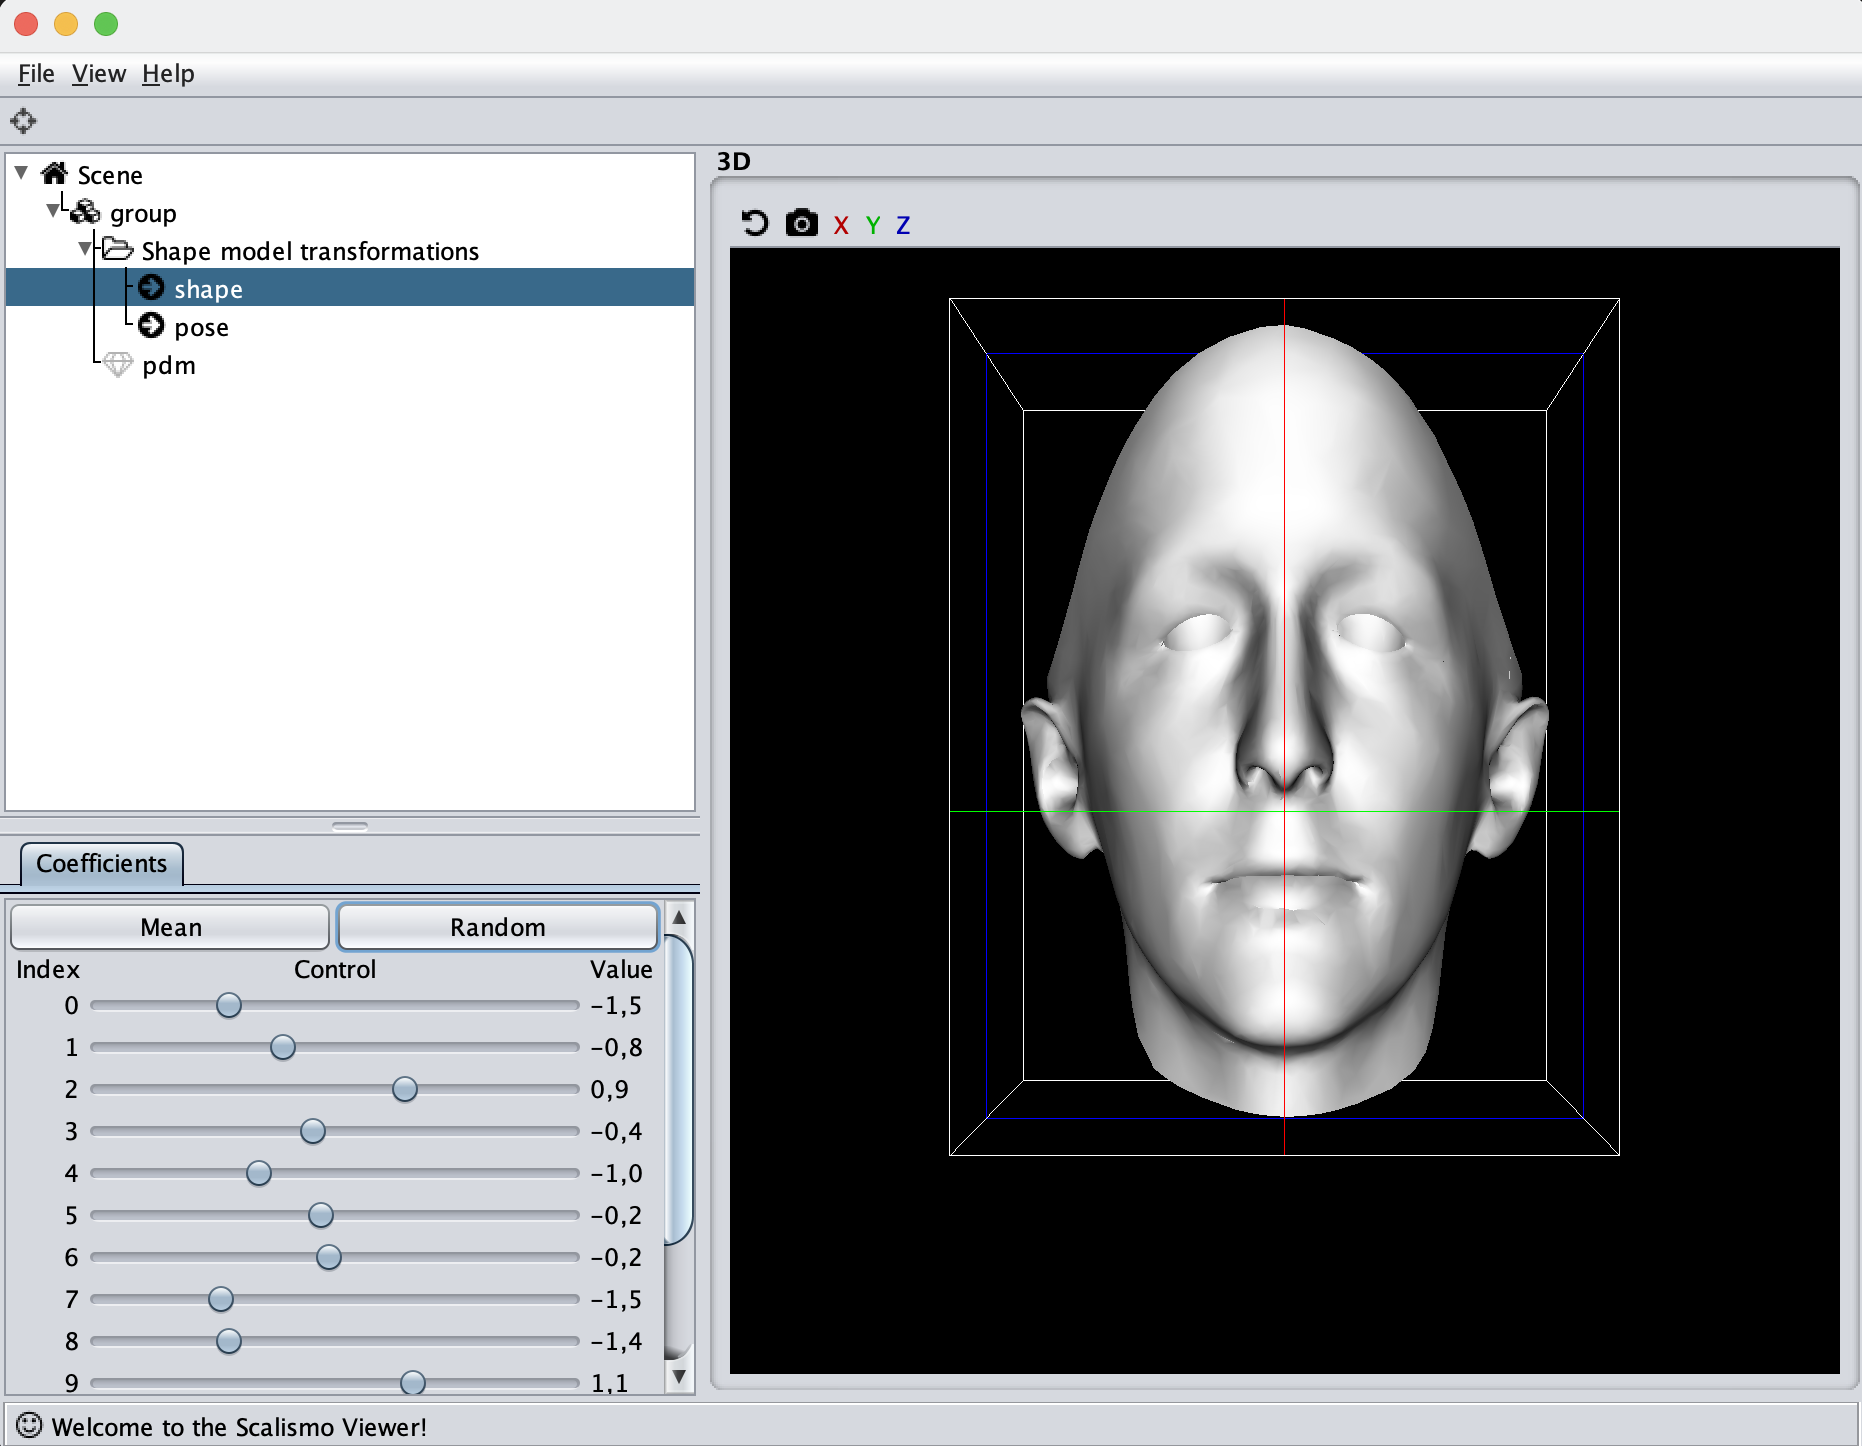 File View Help
Scene
group
Shape model transformations
shape
pose
pdm
Coefficients
Mean Random
Index Control Value
0 -1,5
1 -0,8
2 0,9
3 -0,4
4 -1,0
5 -0,2
6 -0,2
7 -1,5
8 -1,4
9 1,1
3D
X Y Z
Welcome to the Scalismo Viewer!